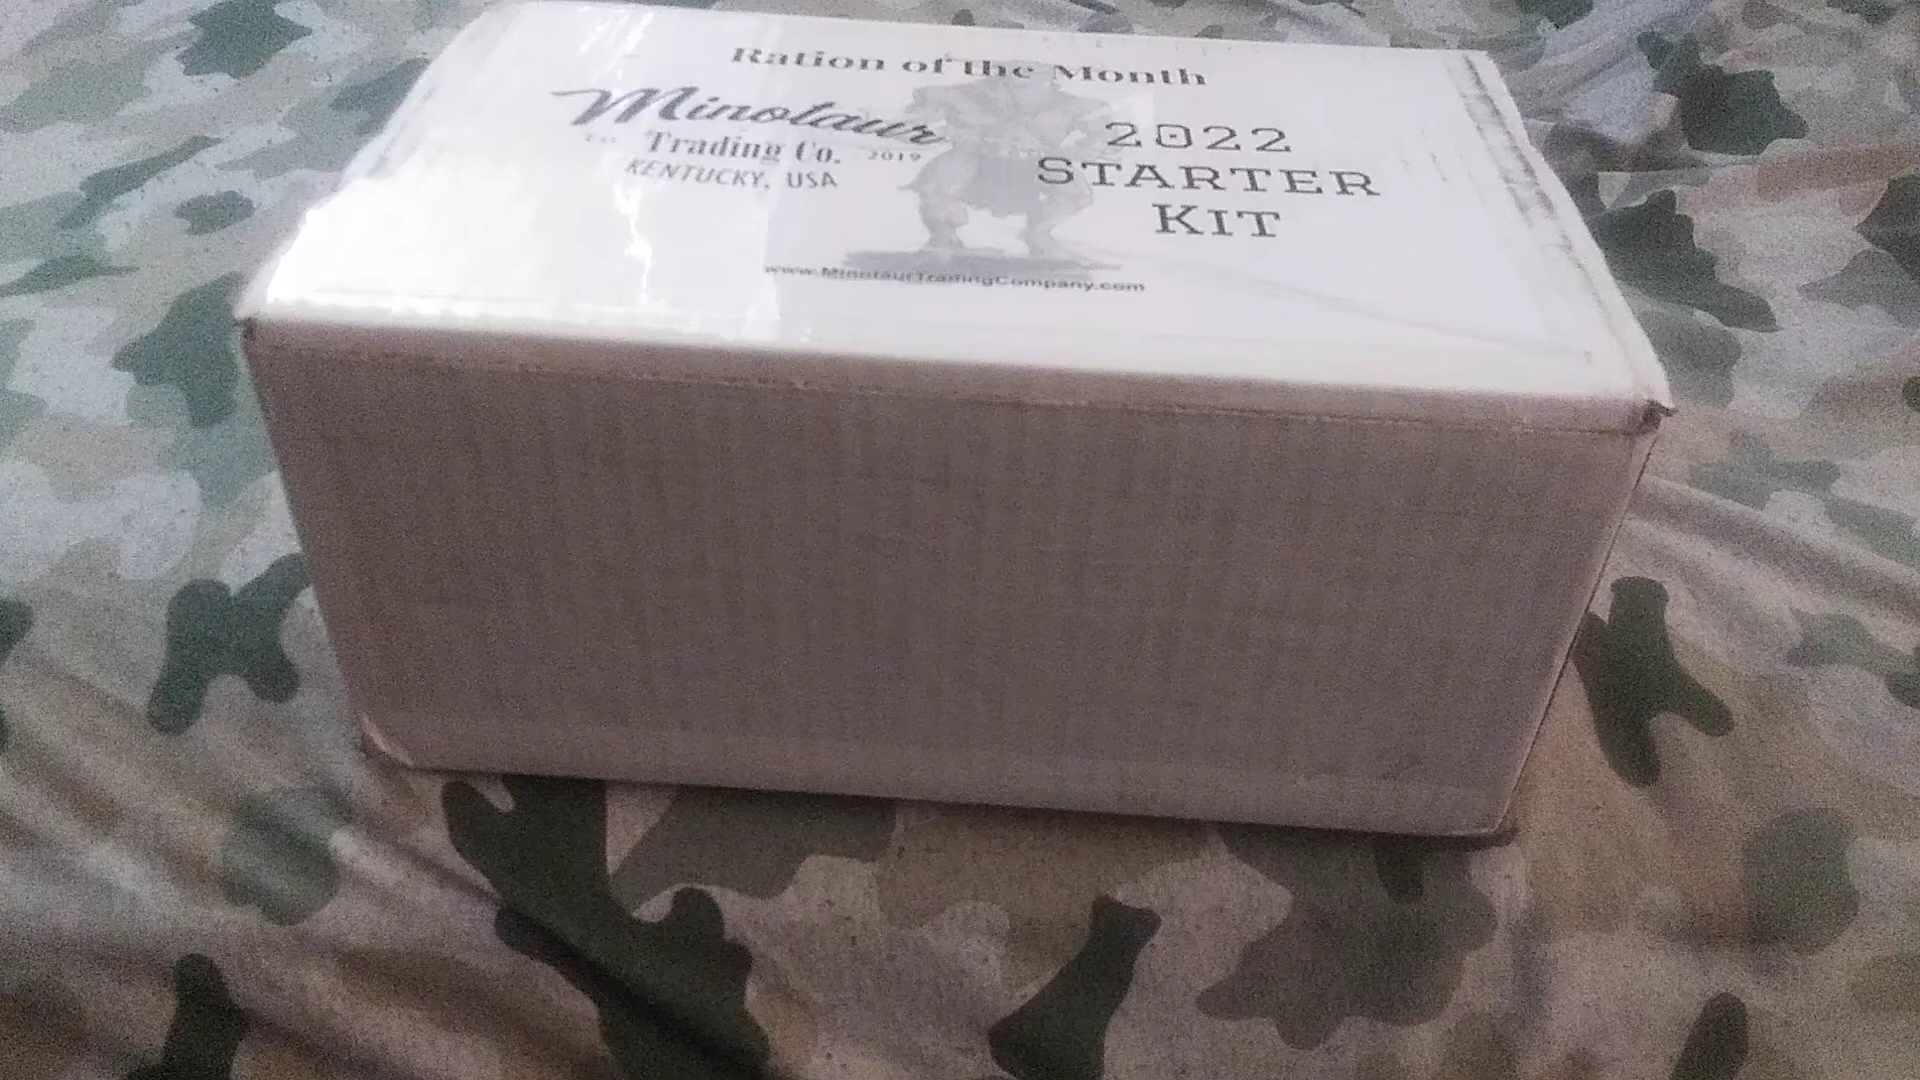 Ration of the Month
Minotaur
Est. Trading Co. 2019
KENTUCKY, USA
2022
STARTER
KIT
www.MinotaurTradingCompany.com